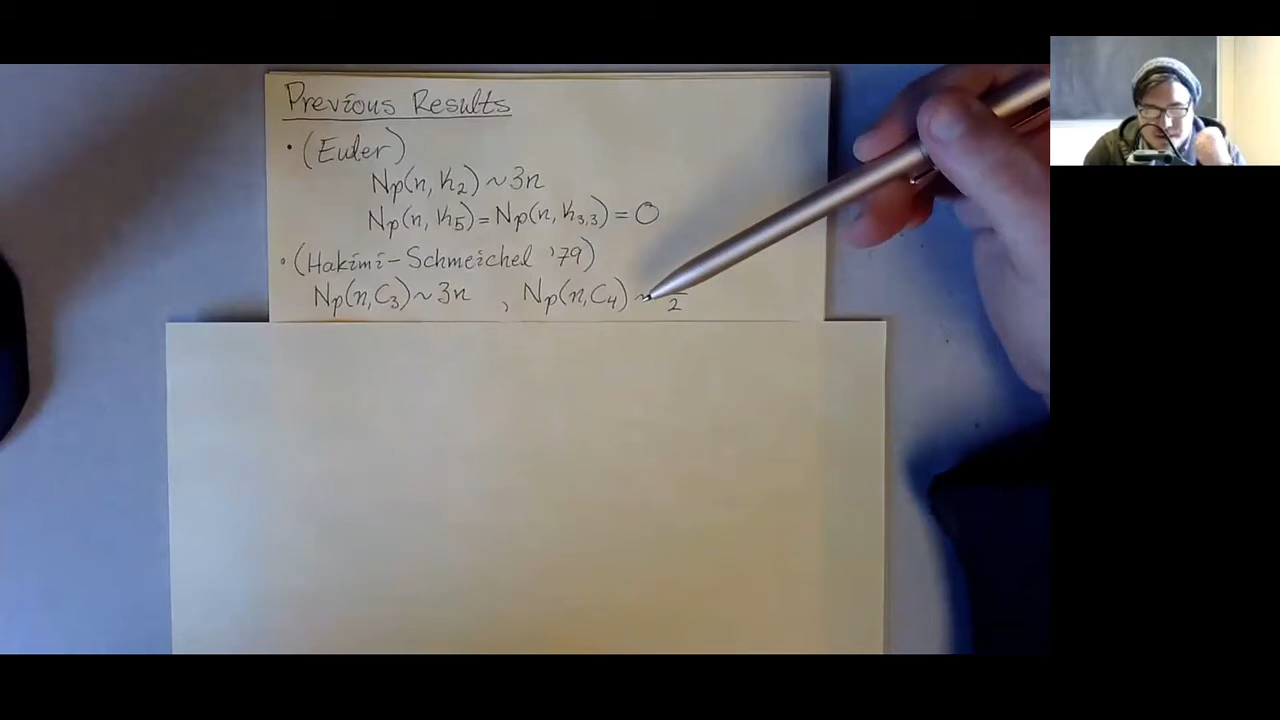 Previous Results
• (Euler)
Np(n, K₂) ~ 3n
Np(n, K₅) = Np(n, K₃,₃) = 0
• (Hakimi-Schmeichel '79)
Np(n, C₃) ~ 3n , Np(n, C₄) ~ 2